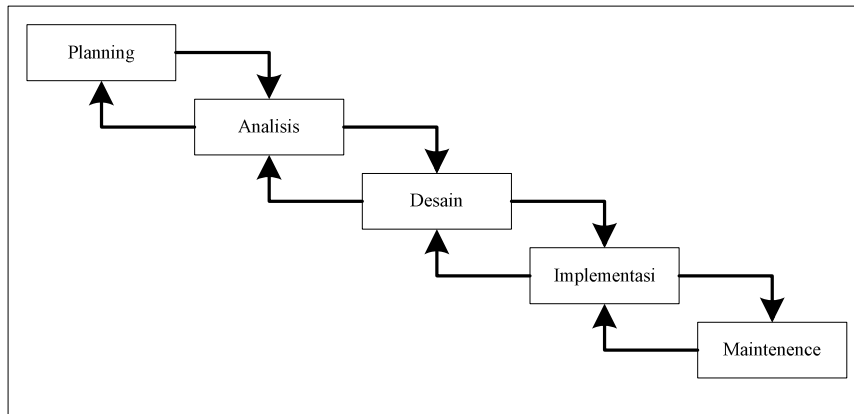 Planning
Analisis
Desain
Implementasi
Maintenence